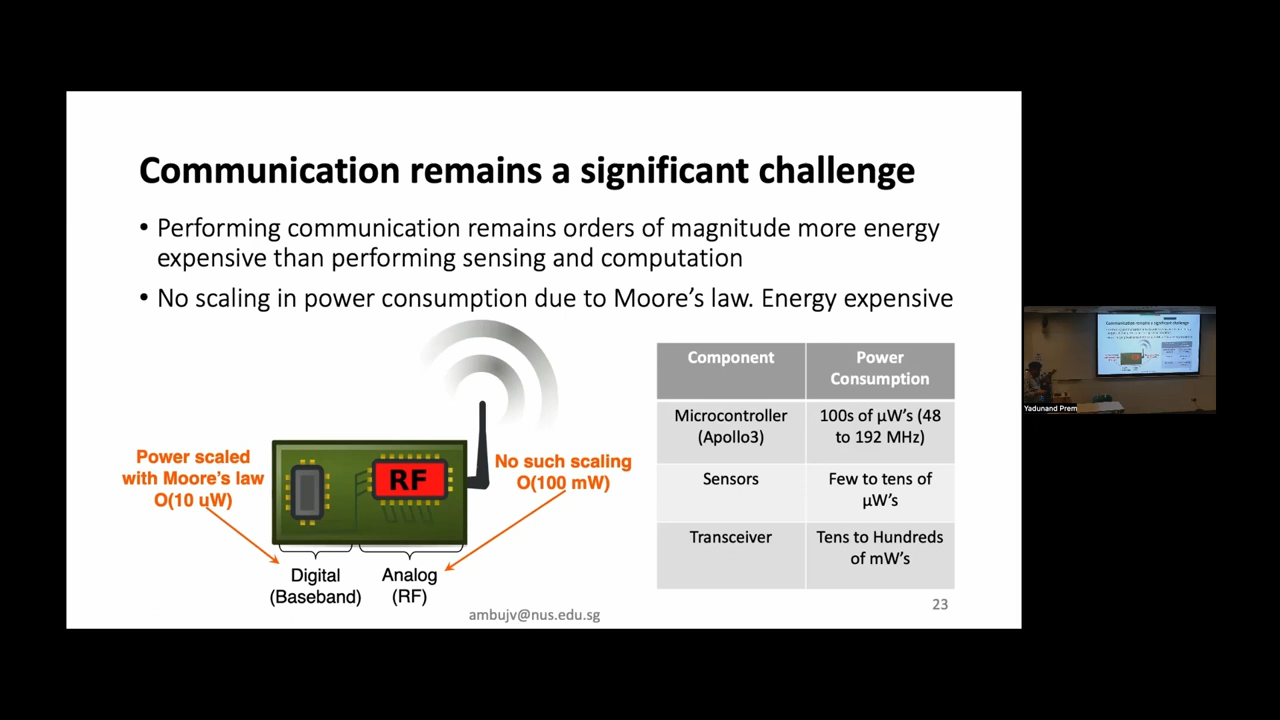 Communication remains a significant challenge
• Performing communication remains orders of magnitude more energy
expensive than performing sensing and computation
• No scaling in power consumption due to Moore's law. Energy expensive
Power scaled
with Moore's law
O(10 uW)
RF
No such scaling
O(100 mW)
Digital
(Baseband)
Analog
(RF)
Component
Power
Consumption
Microcontroller
(Apollo3)
100s of µW's (48
to 192 MHz)
Sensors
Few to tens of
µW's
Transceiver
Tens to Hundreds
of mW's
ambujv@nus.edu.sg
23
Communication remains a significant challenge
Yadunand Prem